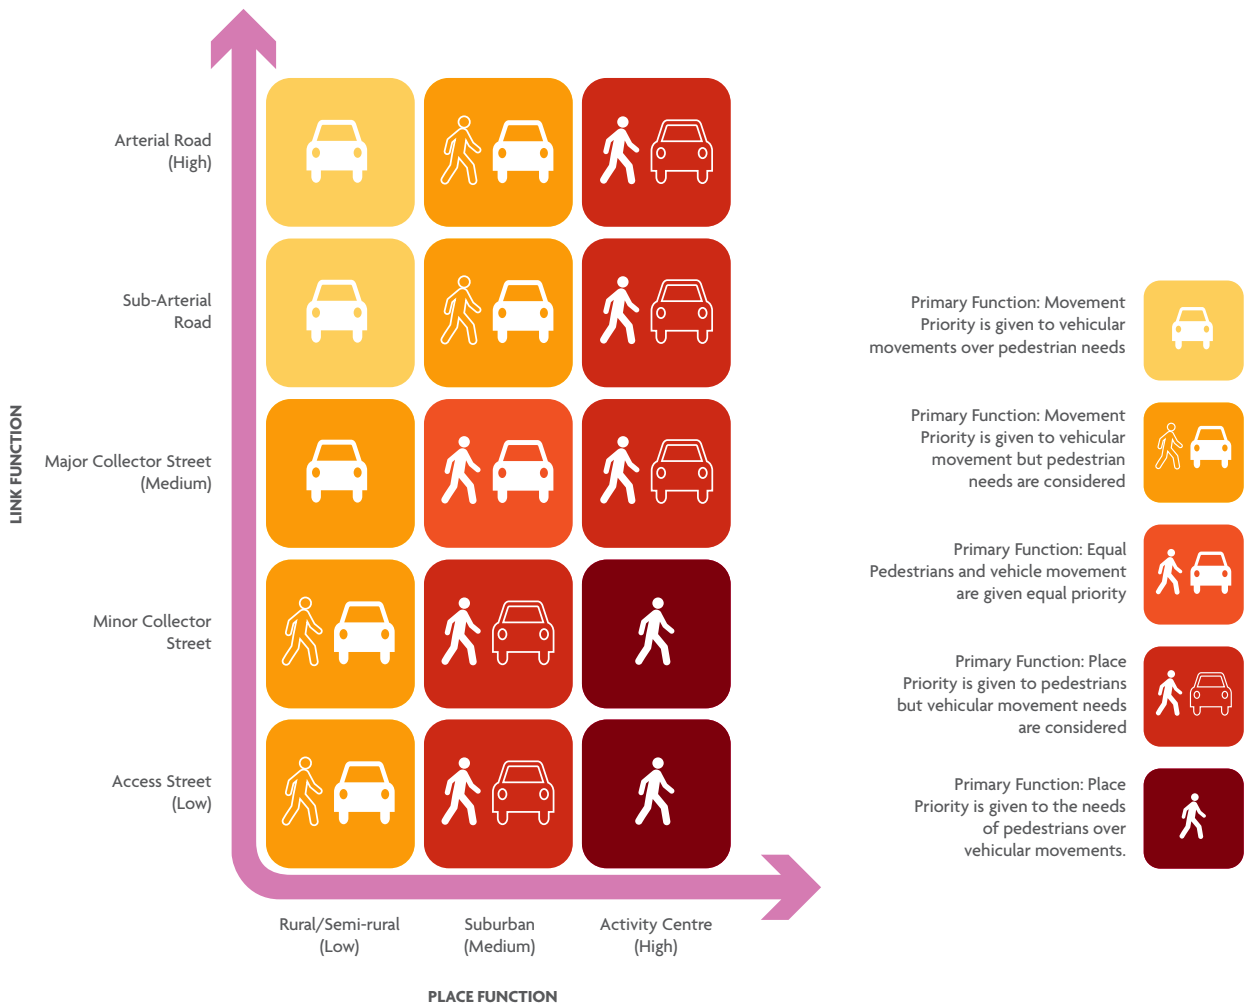 Arterial Road
(High)
Sub-Arterial
Road
LINK FUNCTION
Major Collector Street
(Medium)
Minor Collector
Street
Access Street
(Low)
Rural/Semi-rural
(Low)
Suburban
(Medium)
Activity Centre
(High)
PLACE FUNCTION
Primary Function: Movement
Priority is given to vehicular
movements over pedestrian needs
Primary Function: Movement
Priority is given to vehicular
movement but pedestrian
needs are considered
Primary Function: Equal
Pedestrians and vehicle movement
are given equal priority
Primary Function: Place
Priority is given to pedestrians
but vehicular movement needs
are considered
Primary Function: Place
Priority is given to the needs
of pedestrians over
vehicular movements.